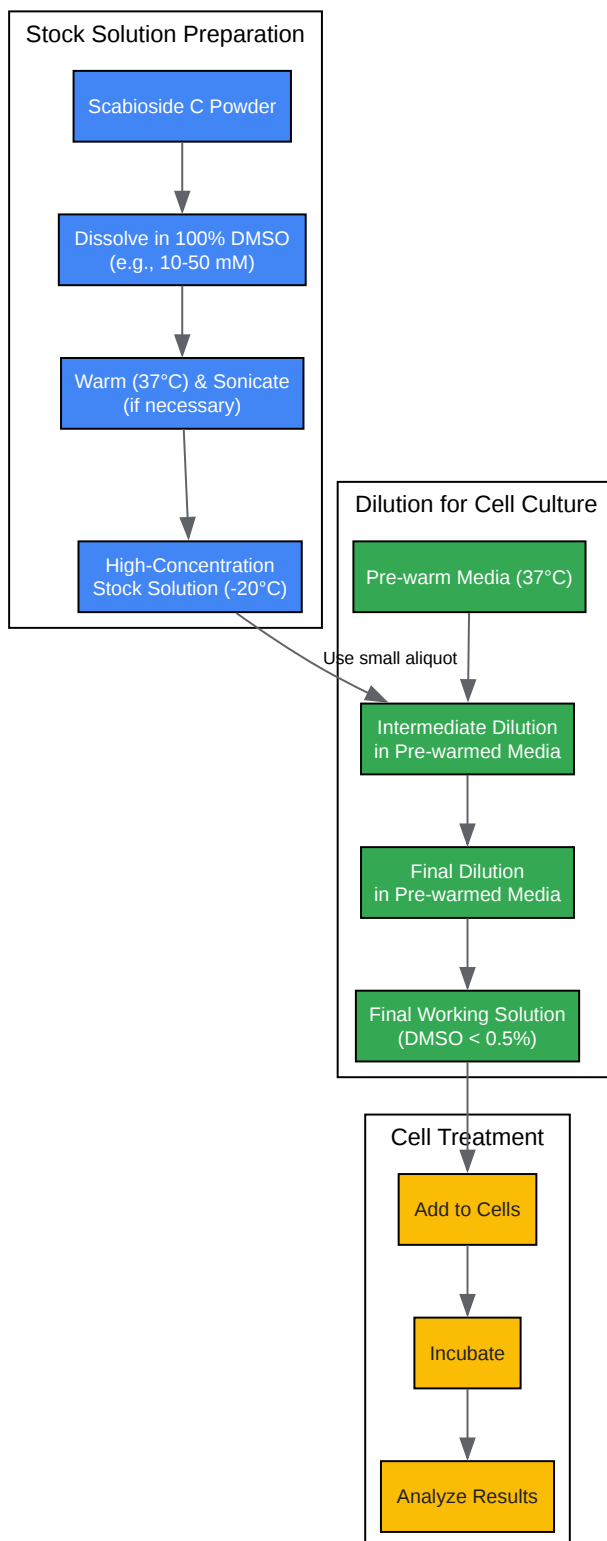 Stock Solution Preparation
Scabioside C Powder
Dissolve in 100% DMSO
(e.g., 10-50 mM)
Warm (37°C) & Sonicate
(if necessary)
High-Concentration
Stock Solution (-20°C)
Use small aliquot
Dilution for Cell Culture
Pre-warm Media (37°C)
Intermediate Dilution
in Pre-warmed Media
Final Dilution
in Pre-warmed Media
Final Working Solution
(DMSO < 0.5%)
Cell Treatment
Add to Cells
Incubate
Analyze Results